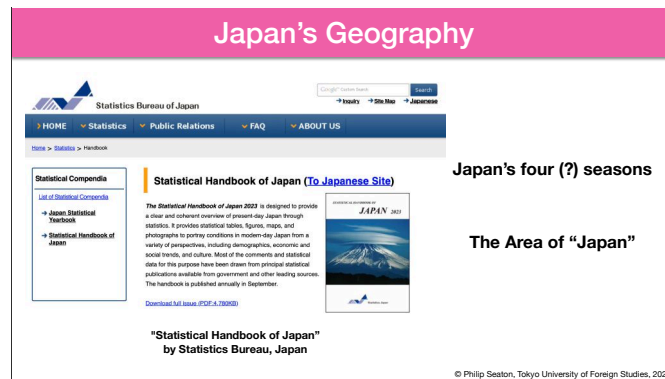 Japan's Geography
Statistics Bureau of Japan
Google™ Custom Search
Search
Inquiry Site Map Japanese
HOME Statistics Public Relations FAQ ABOUT US
Home > Statistics > Handbook
Statistical Compendia
List of Statistical Compendia
Japan Statistical
Yearbook
Statistical Handbook of
Japan
Statistical Handbook of Japan (To Japanese Site)
The Statistical Handbook of Japan 2023 is designed to provide
a clear and coherent overview of present-day Japan through
statistics. It provides statistical tables, figures, maps, and
photographs to portray conditions in modern-day Japan from a
variety of perspectives, including demographics, economic and
social trends, and culture. Most of the comments and statistical
data for this purpose have been drawn from principal statistical
publications available from government and other leading sources.
The handbook is published annually in September.
Download full issue (PDF:4,780KB)
STATISTICAL HANDBOOK OF
JAPAN 2023
"Statistical Handbook of Japan"
by Statistics Bureau, Japan
Japan's four (?) seasons
The Area of "Japan"
© Philip Seaton, Tokyo University of Foreign Studies,